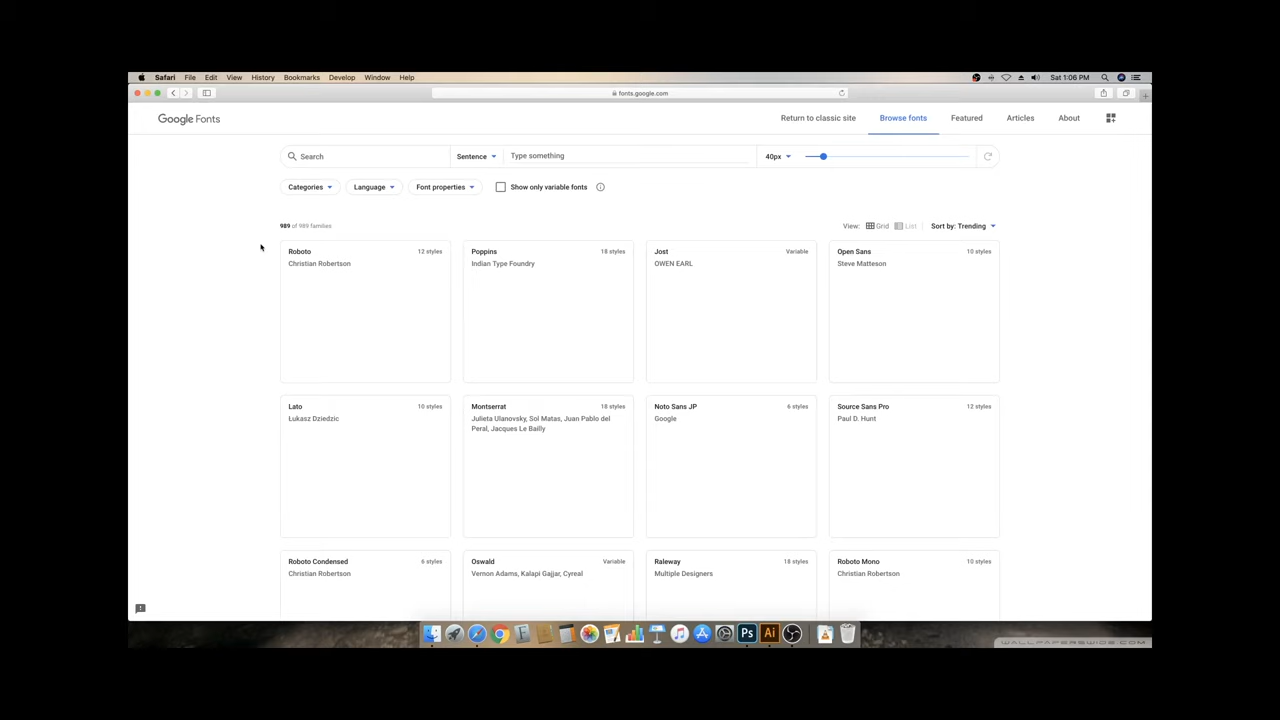 Safari File Edit View History Bookmarks Develop Window Help Sat 1:06 PM
fonts.google.com
Google Fonts Return to classic site Browse fonts Featured Articles About
Search Sentence Type something 40px
Categories Language Font properties Show only variable fonts
989 of 989 families View: Grid List Sort by: Trending
Roboto 12 styles Poppins 18 styles Jost Variable Open Sans 10 styles
Christian Robertson Indian Type Foundry OWEN EARL Steve Matteson
Lato 10 styles Montserrat 18 styles Noto Sans JP 6 styles Source Sans Pro 12 styles
Łukasz Dziedzic Julieta Ulanovsky, Sol Matas, Juan Pablo del Google Paul D. Hunt
Peral, Jacques Le Bailly
Roboto Condensed 6 styles Oswald Variable Raleway 18 styles Roboto Mono 10 styles
Christian Robertson Vernon Adams, Kalapi Gajjar, Cyreal Multiple Designers Christian Robertson
Ps Ai
WALLPAPERSWIDE.COM